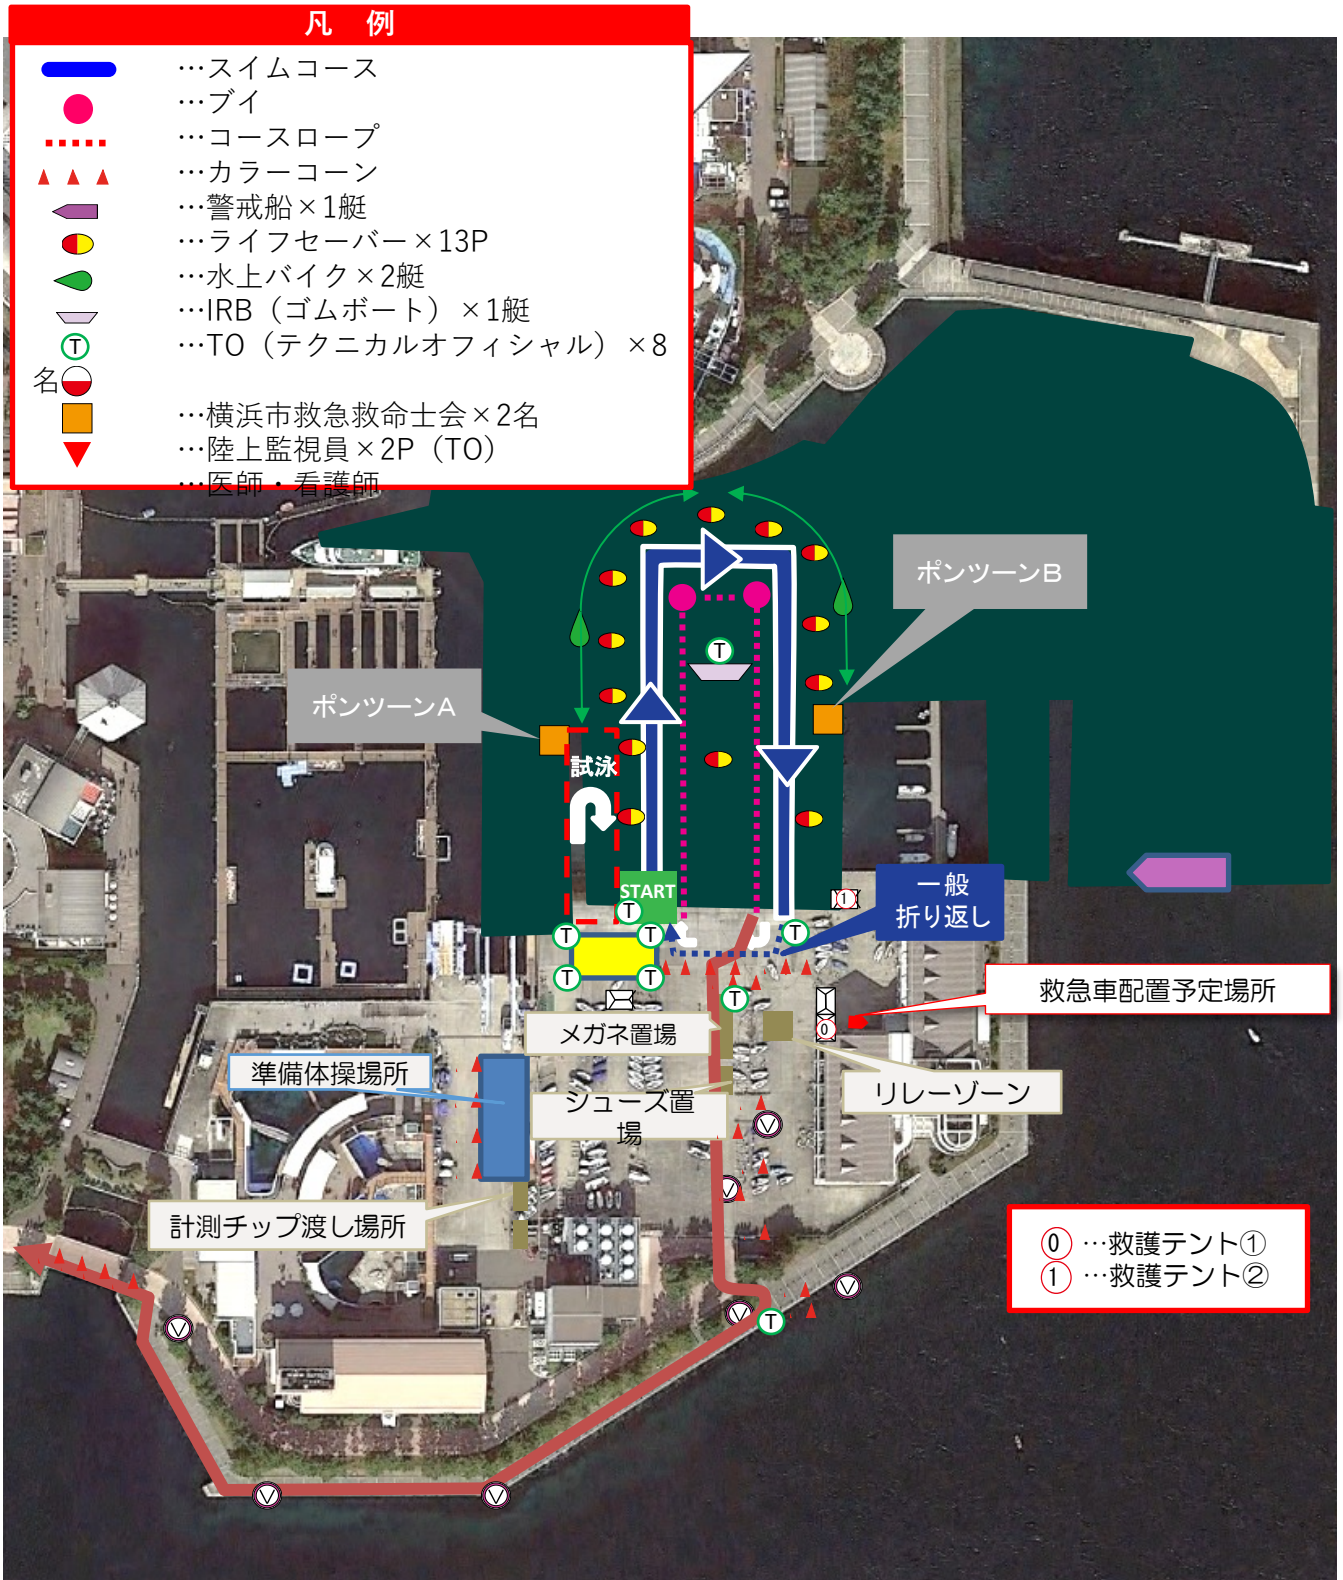 凡 例
…スイムコース
…ブイ
…コースロープ
…カラーコーン
…警戒船×1艇
…ライフセーバー×13P
…水上バイク×2艇
…IRB（ゴムボート）×1艇
T …TO（テクニカルオフィシャル）×8
名
…横浜市救急救命士会×2名
…陸上監視員×2P（TO）
…医師・看護師
ポンツーンB
T
ポンツーンA
試泳
START
T
一般
折り返し
1
T
T
T
T
T
T
救急車配置予定場所
0
メガネ置場
準備体操場所
リレーゾーン
シューズ置
場
V
V
計測チップ渡し場所
0 …救護テント①
1 …救護テント②
V
V
T
V
V
V